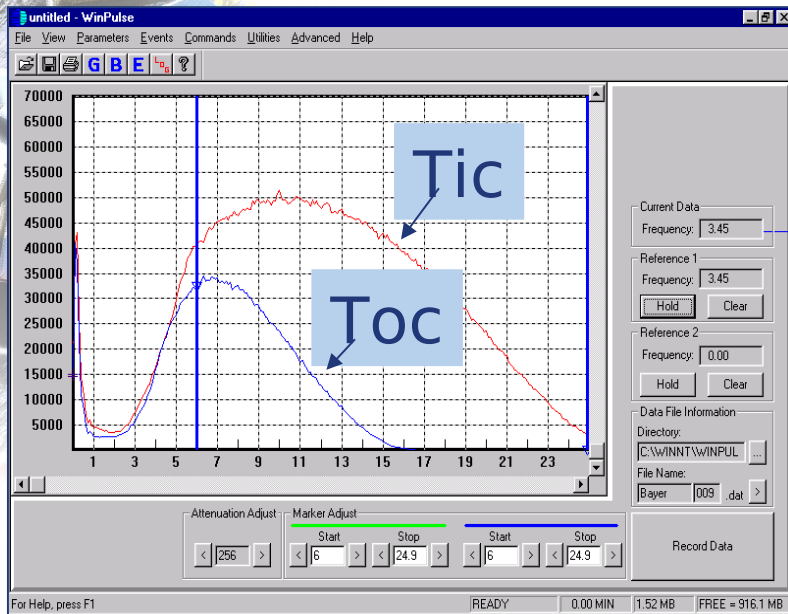 untitled - WinPulse
File View Parameters Events Commands Utilities Advanced Help
G B E LOG ?
70000
65000
60000
55000
50000
45000
40000
35000
30000
25000
20000
15000
10000
5000
1 3 5 7 9 11 13 15 17 19 21 23
Tic
Toc
Current Data
Frequency: 3.45
Reference 1
Frequency: 3.45
Hold Clear
Reference 2
Frequency: 0.00
Hold Clear
Data File Information
Directory:
C:\WINNT\WINPUL ...
File Name:
Bayer 009 .dat >
Record Data
Attenuation Adjust
< 256 >
Marker Adjust
Start Stop Start Stop
< 6 > < 24.9 > < 6 > < 24.9 >
For Help, press F1 READY 0.00 MIN 1.52 MB FREE = 916.1 MB